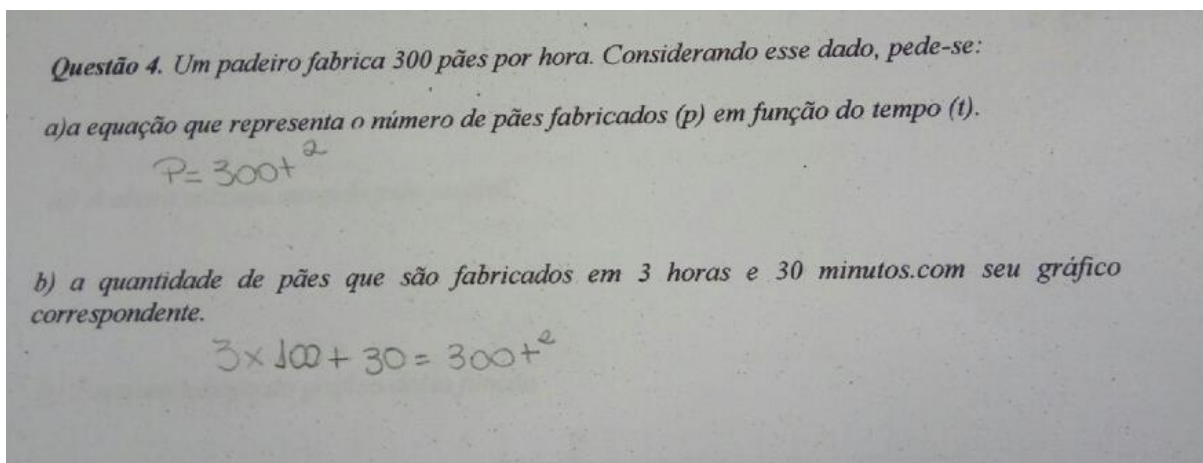 Questão 4. Um padeiro fabrica 300 pães por hora. Considerando esse dado, pede-se:
a)a equação que representa o número de pães fabricados (p) em função do tempo (t).
P= 300t²
b) a quantidade de pães que são fabricados em 3 horas e 30 minutos.com seu gráfico
correspondente.
3x100+ 30= 300t²